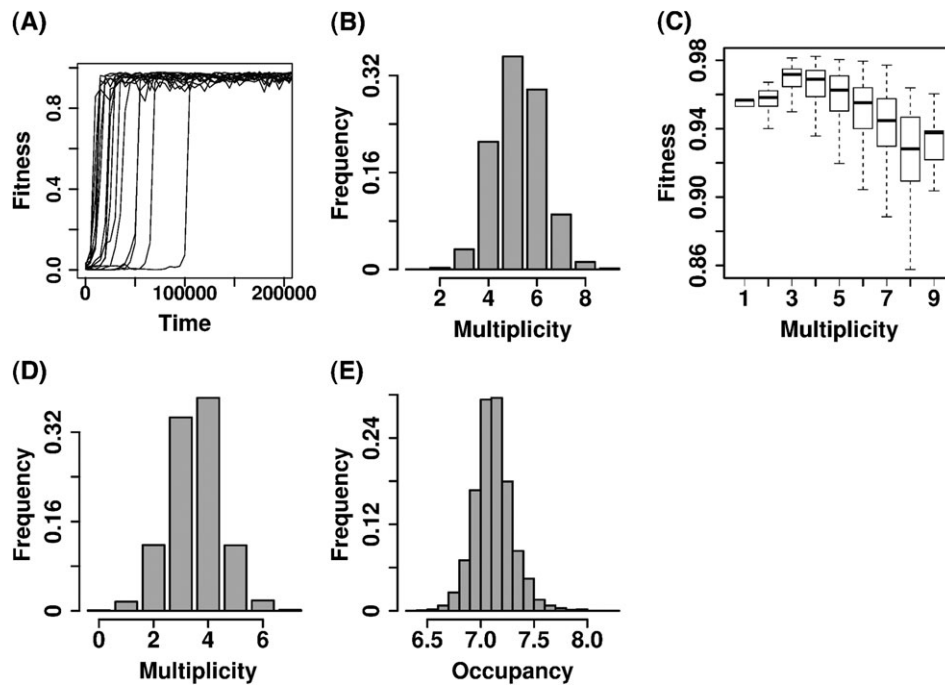 (A)
Fitness
0.0 0.4 0.8
0 100000 200000
Time
(B)
Frequency
0 0.16 0.32
2 4 6 8
Multiplicity
(C)
Fitness
0.86 0.90 0.94 0.98
1 3 5 7 9
Multiplicity
(D)
Frequency
0 0.16 0.32
0 2 4 6
Multiplicity
(E)
Frequency
0 0.12 0.24
6.5 7.0 7.5 8.0
Occupancy